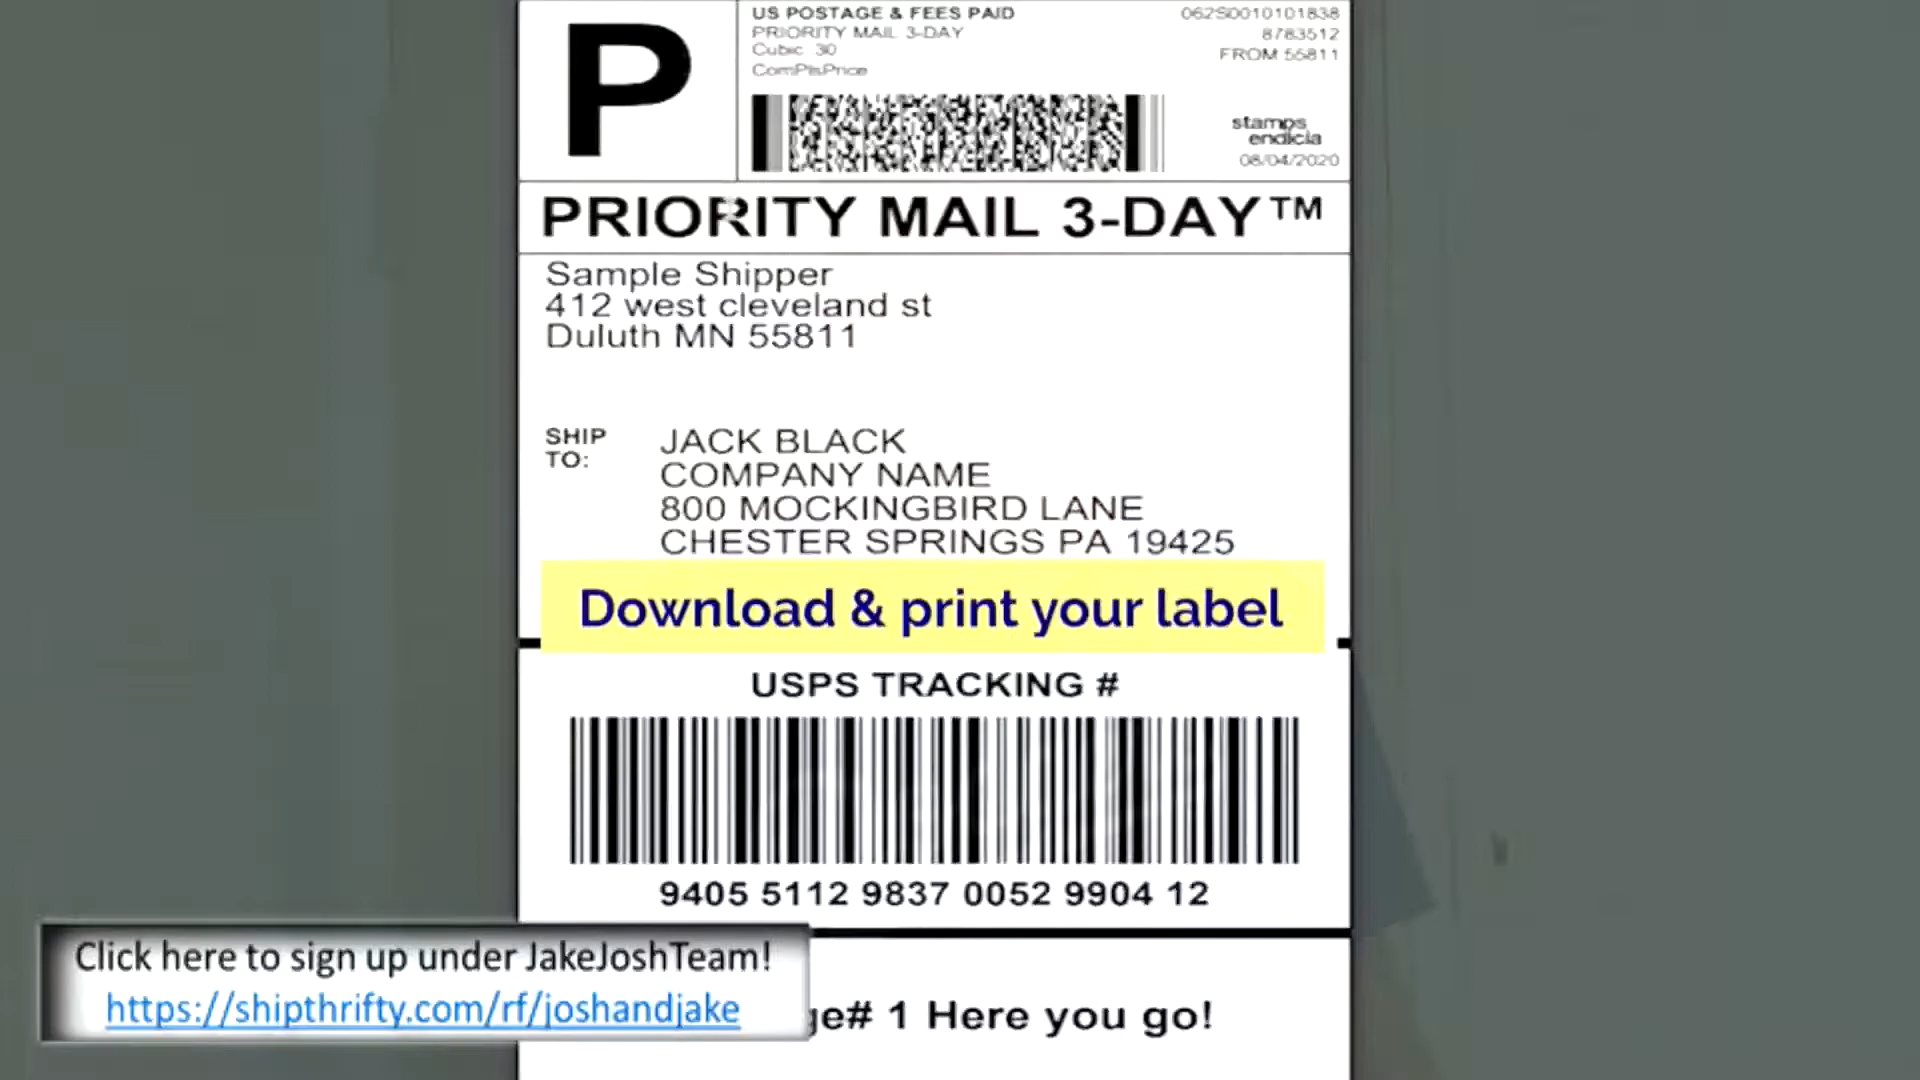 P
US POSTAGE & FEES PAID
PRIORITY MAIL 3-DAY
Cubic .30
ComPlsPrice
062S0010101838
8783512
FROM 55811
stamps
endicia
08/04/2020
PRIORITY MAIL 3-DAY™
Sample Shipper
412 west cleveland st
Duluth MN 55811
SHIP
TO:
JACK BLACK
COMPANY NAME
800 MOCKINGBIRD LANE
CHESTER SPRINGS PA 19425
Download & print your label
USPS TRACKING #
9405 5112 9837 0052 9904 12
# 1 Here you go!
Click here to sign up under JakeJoshTeam!
https://shipthrifty.com/rf/joshandjake